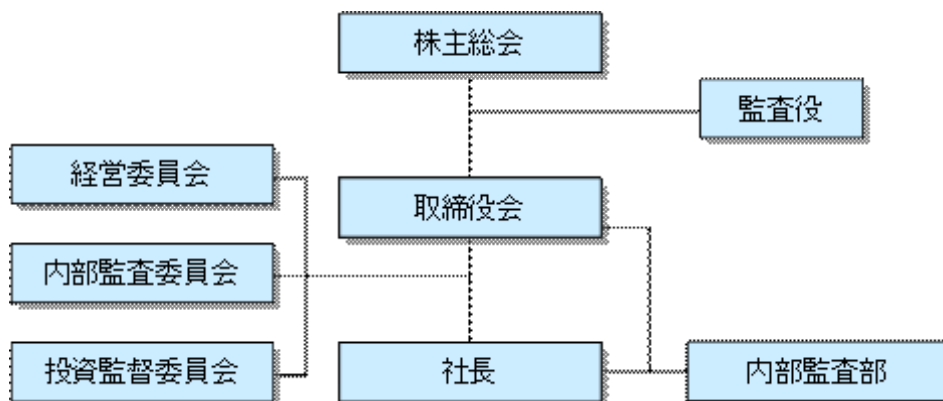 株主総会
監査役
経営委員会
取締役会
内部監査委員会
投資監督委員会
社長
内部監査部